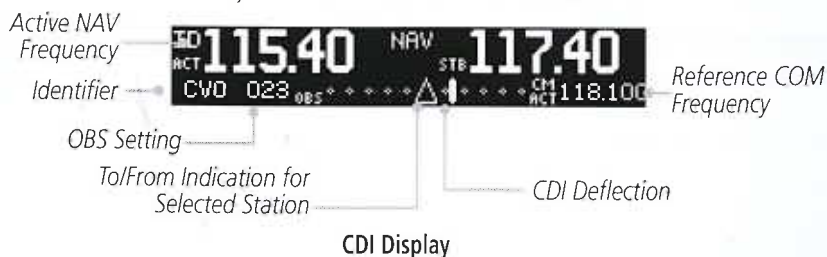 Active NAV
Frequency
ID
ACT
115.40
NAV
STB
117.40
Identifier
CVO 023 OBS
CM
ACT
118.100
Reference COM
Frequency
OBS Setting
To/From Indication for
Selected Station
CDI Deflection
CDI Display